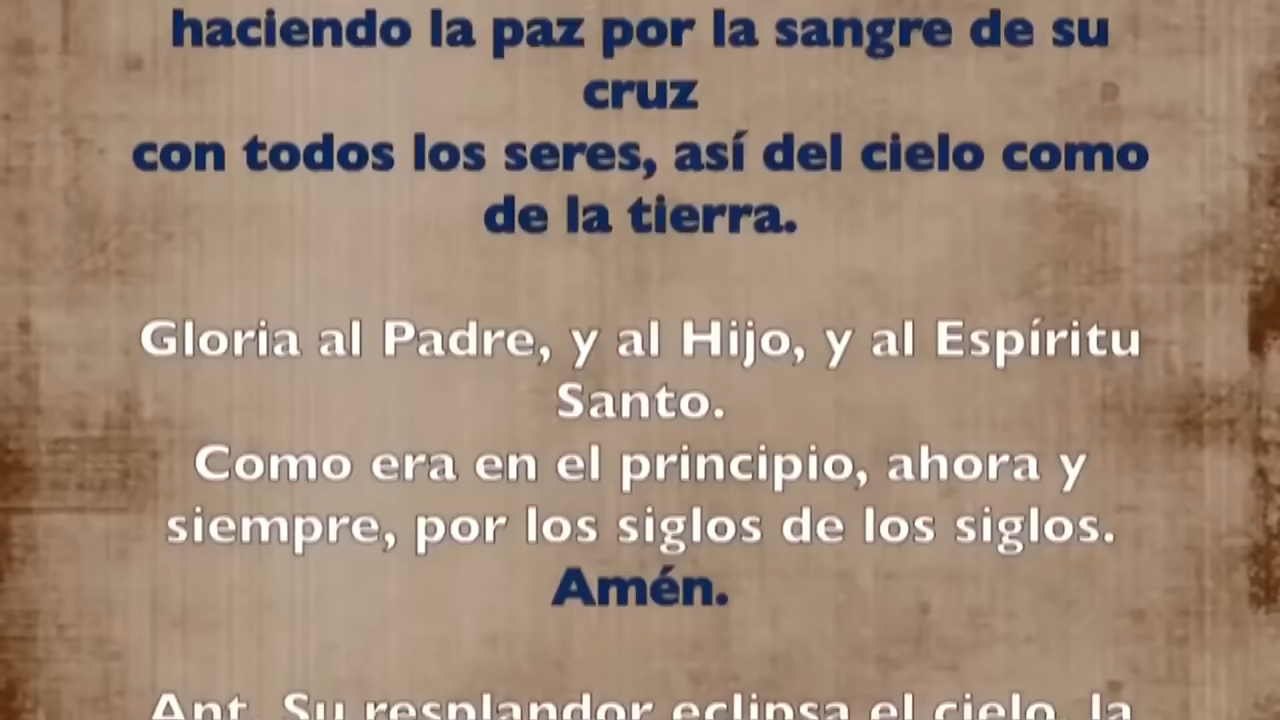 haciendo la paz por la sangre de su
cruz
con todos los seres, así del cielo como
de la tierra.
Gloria al Padre, y al Hijo, y al Espíritu
Santo.
Como era en el principio, ahora y
siempre, por los siglos de los siglos.
Amén.
Ant. Su resplandor eclipsa el cielo, la